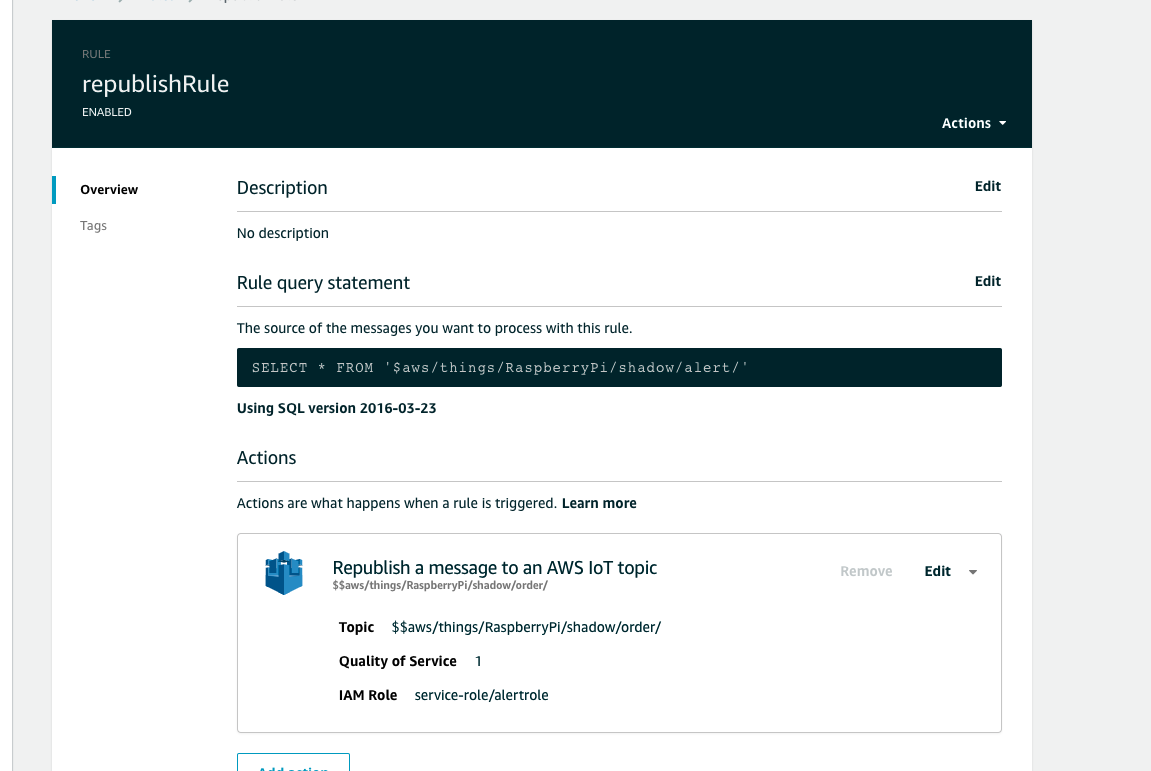 RULE
republishRule
ENABLED
Actions
Overview
Tags
Description
Edit
No description
Rule query statement
Edit
The source of the messages you want to process with this rule.
SELECT * FROM '$aws/things/RaspberryPi/shadow/alert/'
Using SQL version 2016-03-23
Actions
Actions are what happens when a rule is triggered. Learn more
Republish a message to an AWS IoT topic
$$aws/things/RaspberryPi/shadow/order/
Remove
Edit
Topic $$aws/things/RaspberryPi/shadow/order/
Quality of Service 1
IAM Role service-role/alertrole
Add action